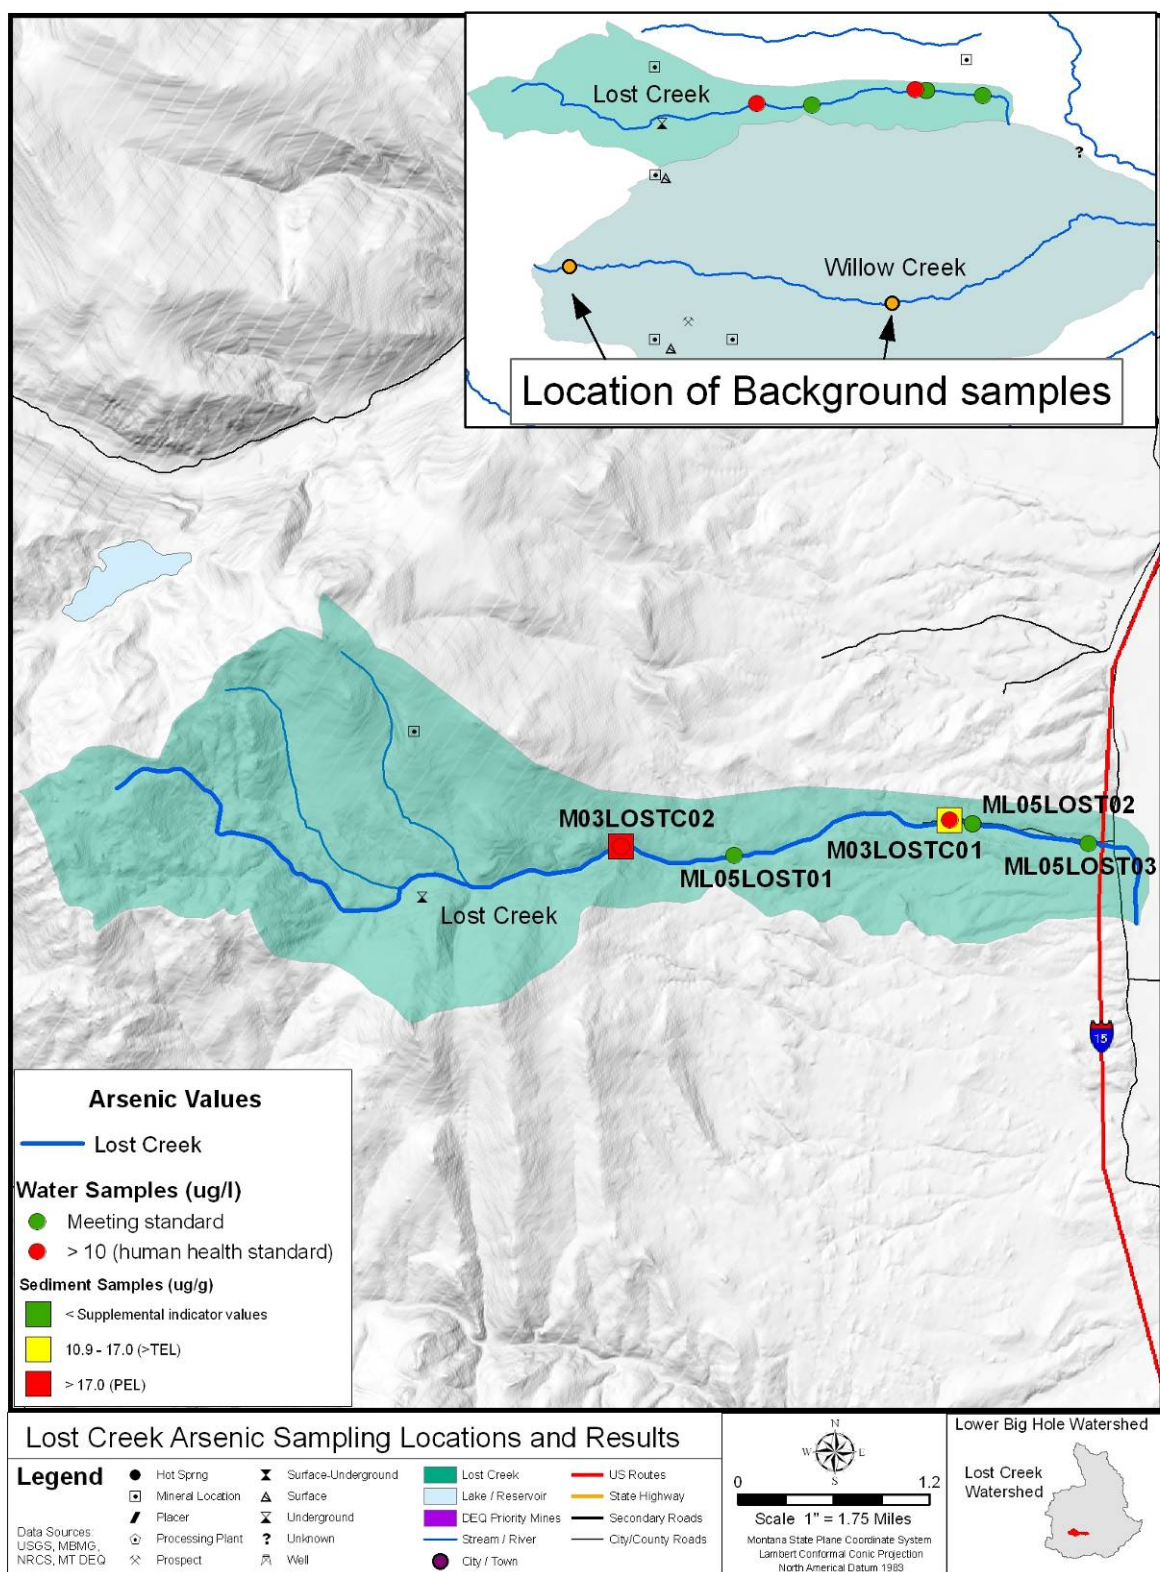 Lost Creek
?
Willow Creek
Location of Background samples
M03LOSTC02
ML05LOST02
M03LOSTC01
ML05LOST01
ML05LOST03
Lost Creek
15
Arsenic Values
Lost Creek
Water Samples (ug/l)
Meeting standard
> 10 (human health standard)
Sediment Samples (ug/g)
< Supplemental indicator values
10.9 - 17.0 (>TEL)
> 17.0 (PEL)
Lost Creek Arsenic Sampling Locations and Results
Legend
Data Sources:
USGS, MBMG,
NRCS, MT DEQ
Hot Sprng
Mineral Location
Placer
Processing Plant
Prospect
Surface-Underground
Surface
Underground
? Unknown
Well
Lost Creek
Lake / Reservoir
DEQ Priority Mines
Stream / River
City / Town
US Routes
State Highway
Secondary Roads
City/County Roads
N
W E
S
0 1.2
Scale 1" = 1.75 Miles
Montana State Plane Coordinate System
Lambert Conformal Conic Projection
North America Datum 1983
Lower Big Hole Watershed
Lost Creek
Watershed